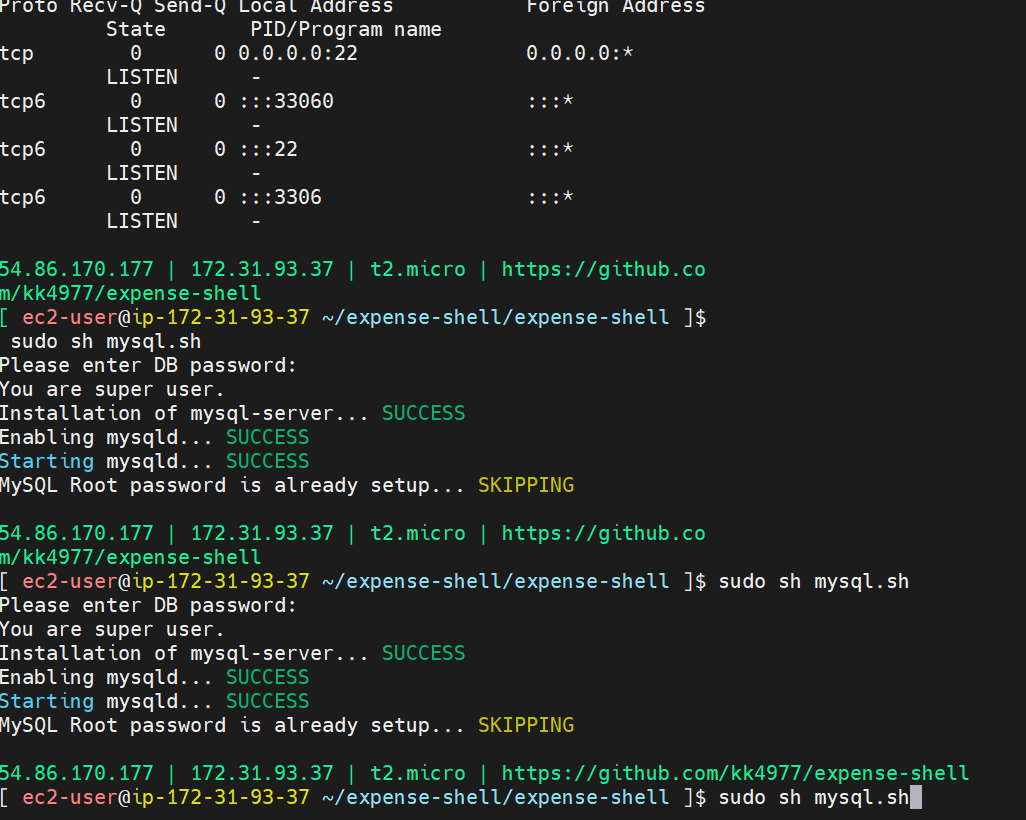 Proto Recv-Q Send-Q Local Address           Foreign Address
         State       PID/Program name
tcp        0      0 0.0.0.0:22              0.0.0.0:*
         LISTEN      -
tcp6       0      0 :::33060                :::*
         LISTEN      -
tcp6       0      0 :::22                   :::*
         LISTEN      -
tcp6       0      0 :::3306                 :::*
         LISTEN      -
54.86.170.177 | 172.31.93.37 | t2.micro | https://github.co
m/kk4977/expense-shell
[ ec2-user@ip-172-31-93-37 ~/expense-shell/expense-shell ]$
 sudo sh mysql.sh
Please enter DB password:
You are super user.
Installation of mysql-server... SUCCESS
Enabling mysqld... SUCCESS
Starting mysqld... SUCCESS
MySQL Root password is already setup... SKIPPING
54.86.170.177 | 172.31.93.37 | t2.micro | https://github.co
m/kk4977/expense-shell
[ ec2-user@ip-172-31-93-37 ~/expense-shell/expense-shell ]$ sudo sh mysql.sh
Please enter DB password:
You are super user.
Installation of mysql-server... SUCCESS
Enabling mysqld... SUCCESS
Starting mysqld... SUCCESS
MySQL Root password is already setup... SKIPPING
54.86.170.177 | 172.31.93.37 | t2.micro | https://github.com/kk4977/expense-shell
[ ec2-user@ip-172-31-93-37 ~/expense-shell/expense-shell ]$ sudo sh mysql.sh